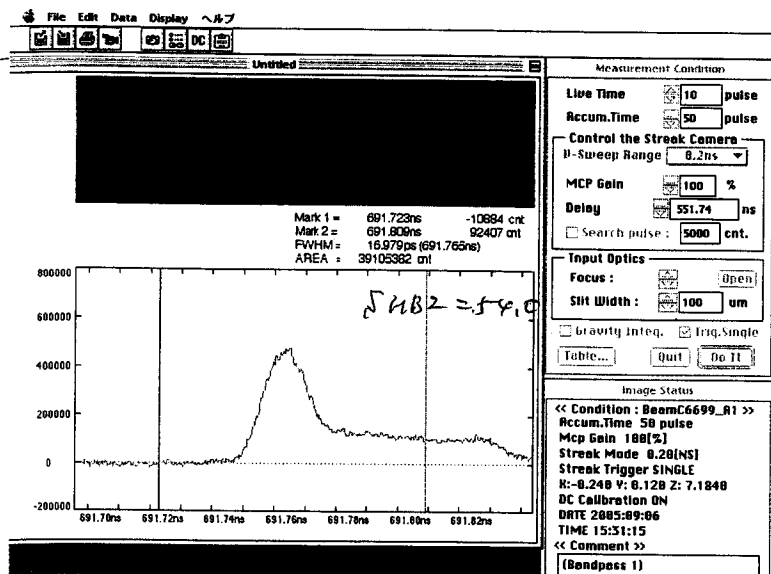 File Edit Data Display ヘルプ
DC
Untitled
Mark 1 = 691.723ns -10884 cnt
Mark 2 = 691.809ns 92407 cnt
FWHM = 16.979ps (691.765ns)
AREA = 39105382 cnt
SHB2 = 54.0
800000
600000
400000
200000
0
-200000
691.70ns 691.72ns 691.74ns 691.76ns 691.78ns 691.80ns 691.82ns
Measurement Condition
Live Time 10 pulse
Accum.Time 50 pulse
Control the Streak Camera
V-Sweep Range 0.2ns
MCP Gain 100 %
Delay 551.74 ns
Search pulse : 5000 cnt.
Input Optics
Focus : Open
Slit Width : 100 um
Gravity Integ. Trig.Single
Table... Quit Do It
Image Status
<< Condition : BeamC6699_A1 >>
Accum.Time 50 pulse
Mcp Gain 100[%]
Streak Mode 0.20[NS]
Streak Trigger SINGLE
X:-0.240 Y: 0.120 Z: 7.1840
DC Calibration ON
DATE 2005:09:06
TIME 15:31:15
<< Comment >>
(Bandpass 1)